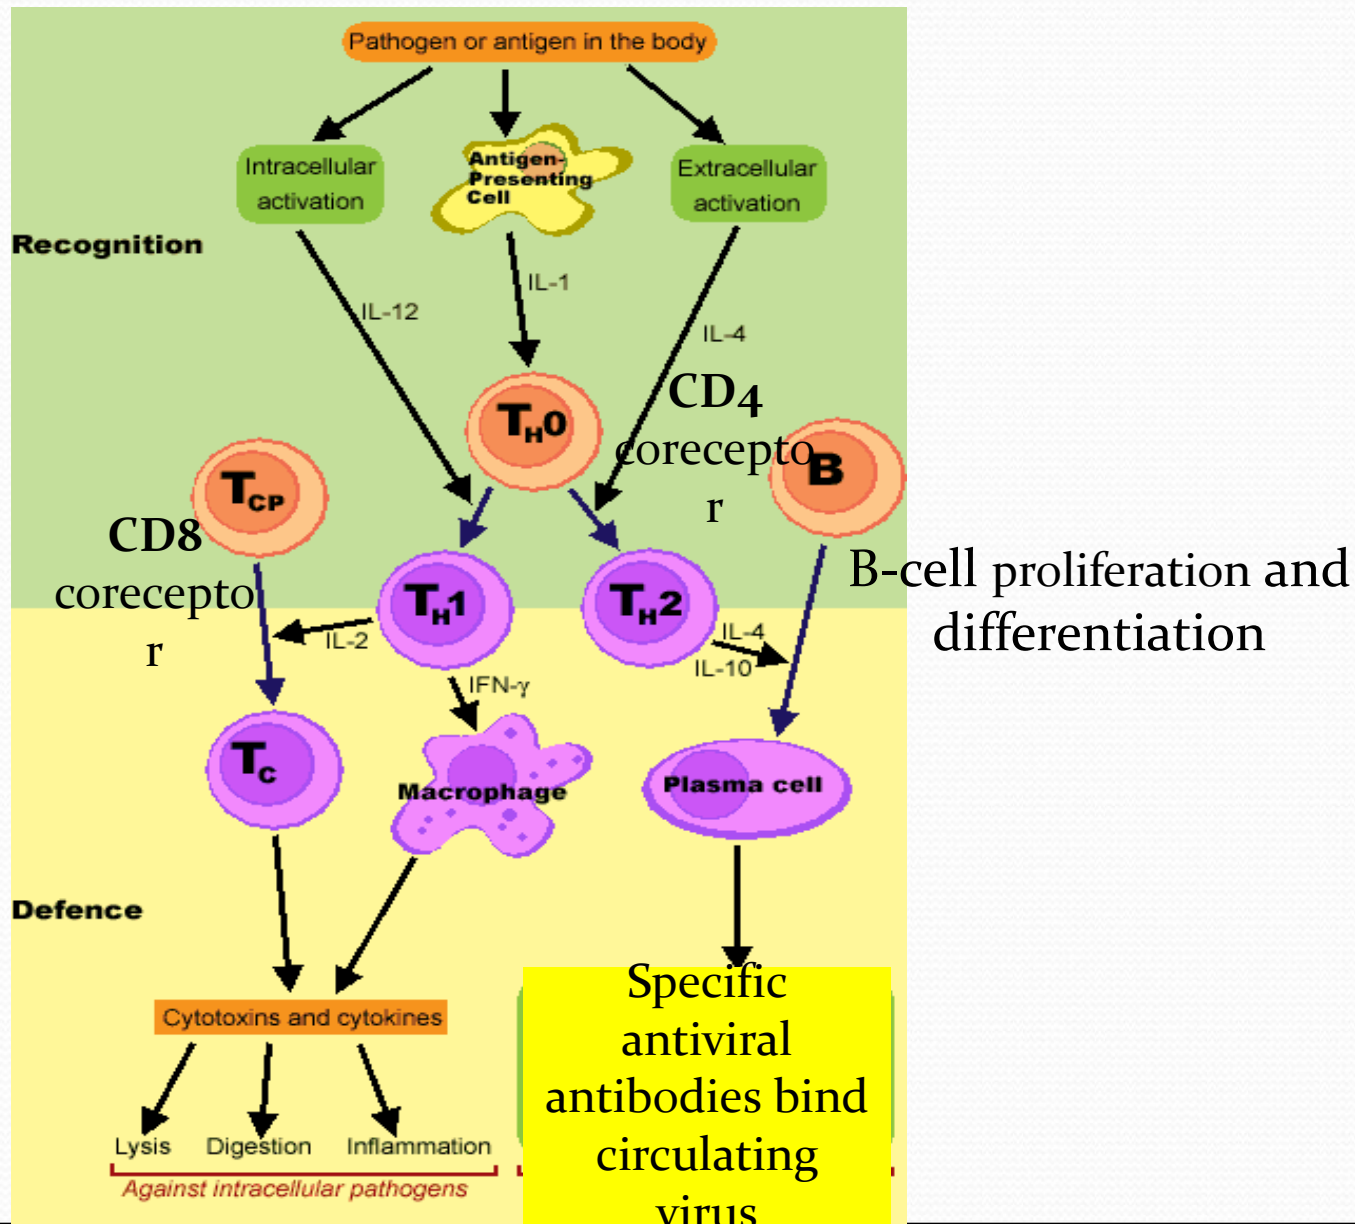 Pathogen or antigen in the body
Intracellular
activation
Antigen-
Presenting
Cell
Extracellular
activation
Recognition
IL-12
IL-1
IL-4
TH0
CD4
corecepto
r
B
TCP
CD8
corecepto
r
TH1
TH2
B-cell proliferation and
differentiation
IL-2
IL-4
IL-10
IFN-γ
TC
Macrophage
Plasma cell
Defence
Cytotoxins and cytokines
Lysis
Digestion
Inflammation
Against intracellular pathogens
Specific
antiviral
antibodies bind
circulating
virus